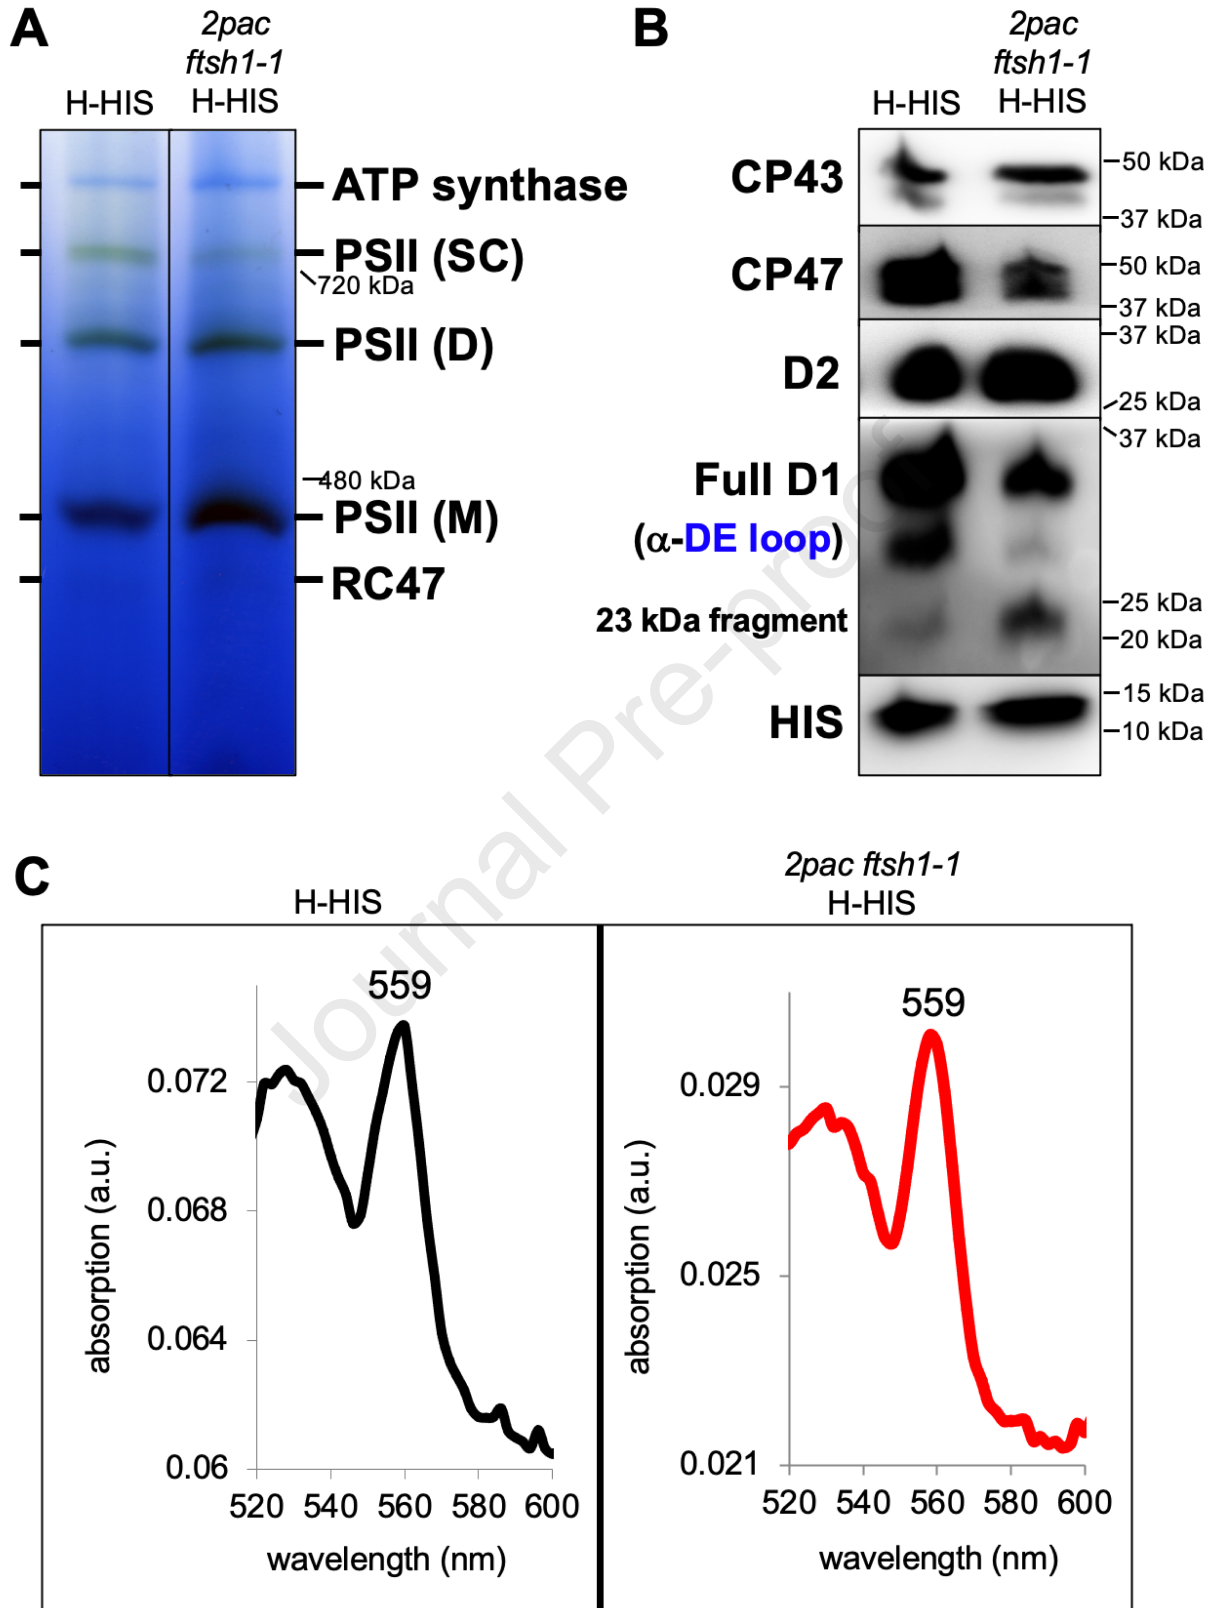 A
2pac
ftsh1-1
H-HIS
H-HIS
ATP synthase
PSII (SC)
720 kDa
PSII (D)
480 kDa
PSII (M)
RC47
B
2pac
ftsh1-1
H-HIS
H-HIS
CP43
50 kDa
37 kDa
CP47
50 kDa
37 kDa
D2
37 kDa
25 kDa
37 kDa
Full D1
(α-DE loop)
23 kDa fragment
25 kDa
20 kDa
HIS
15 kDa
10 kDa
Journal Pre-proof
C
H-HIS
559
0.072
0.068
0.064
0.06
absorption (a.u.)
520 540 560 580 600
wavelength (nm)
2pac ftsh1-1
H-HIS
559
0.029
0.025
0.021
absorption (a.u.)
520 540 560 580 600
wavelength (nm)